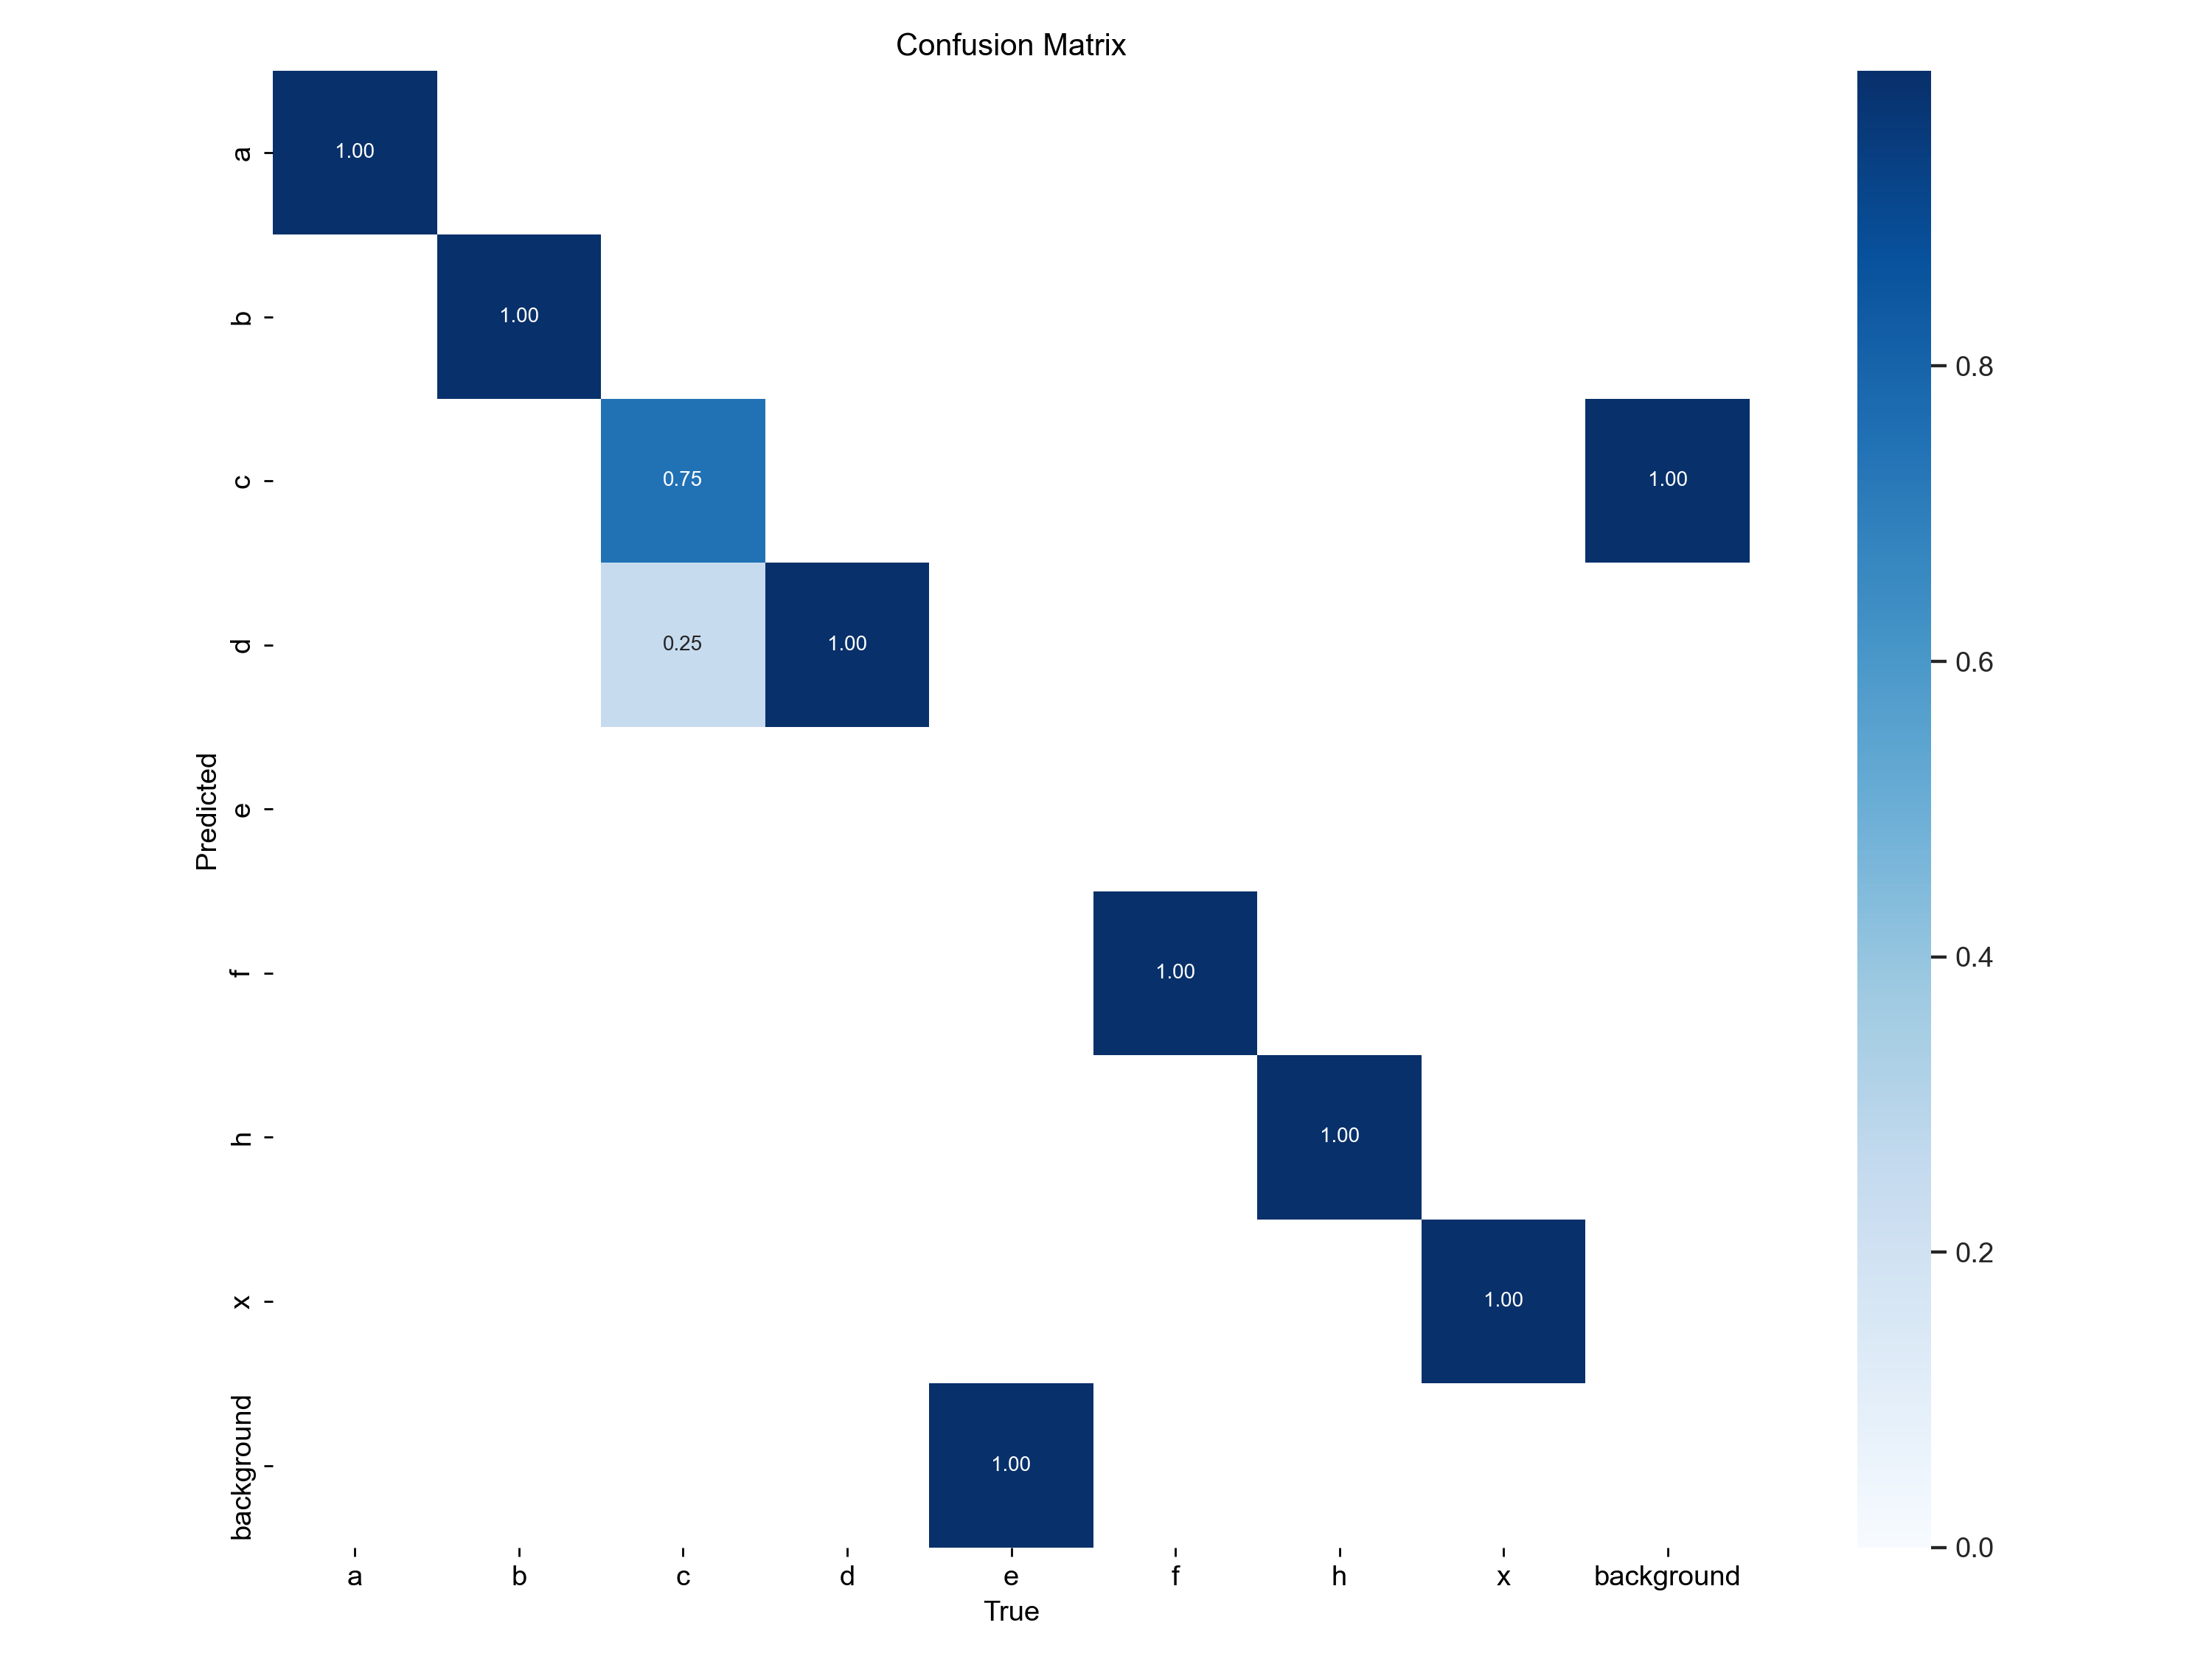 Confusion Matrix
a
1.00
b
1.00
c
0.75
1.00
d
0.25
1.00
e
f
1.00
h
1.00
x
1.00
background
1.00
Predicted
a b c d e f h x background
True
0.8
0.6
0.4
0.2
0.0